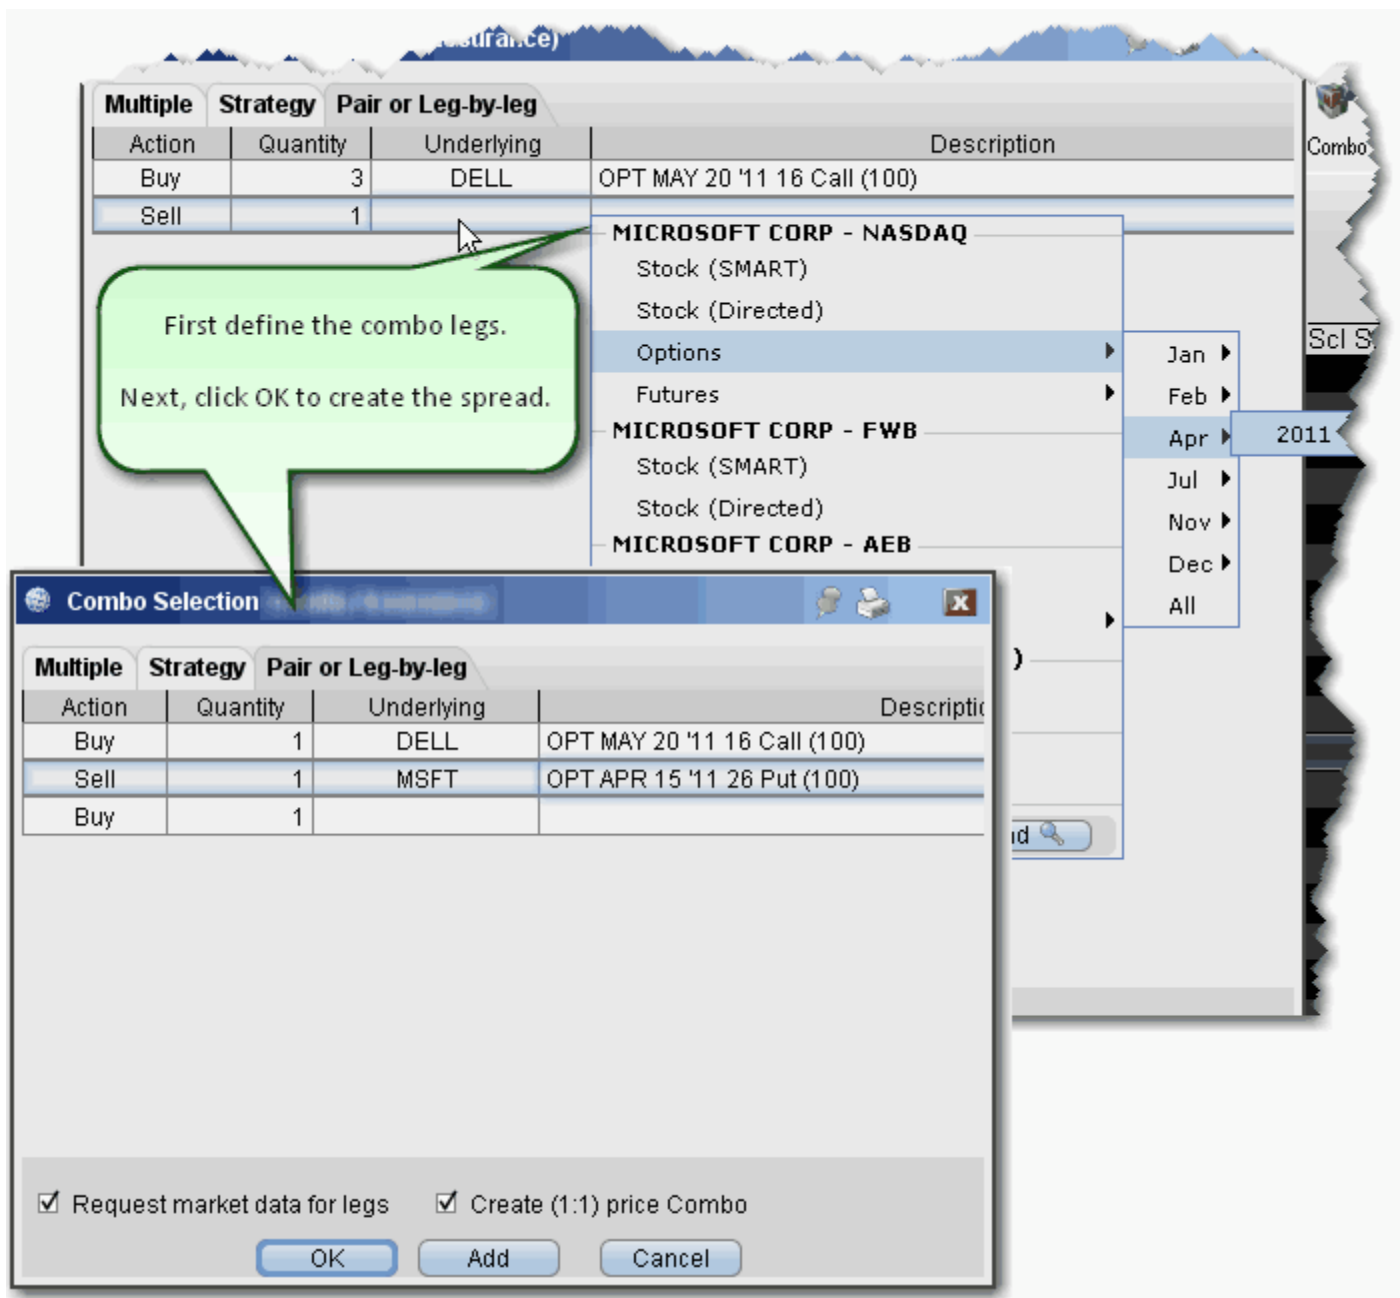 Multiple Strategy Pair or Leg-by-leg
Action Quantity Underlying Description
Combo
Buy 3 DELL OPT MAY 20 '11 16 Call (100)
Sell 1
MICROSOFT CORP - NASDAQ
Stock (SMART)
Stock (Directed)
Options
Futures
MICROSOFT CORP - FWB
Stock (SMART)
Stock (Directed)
MICROSOFT CORP - AEB
Jan
Feb
Apr
Jul
Nov
Dec
All
2011
Scl S
First define the combo legs.
Next, click OK to create the spread.
)
Combo Selection
Multiple Strategy Pair or Leg-by-leg
Action Quantity Underlying Descriptic
Buy 1 DELL OPT MAY 20 '11 16 Call (100)
Sell 1 MSFT OPT APR 15 '11 26 Put (100)
Buy 1
Request market data for legs Create (1:1) price Combo
OK Add Cancel